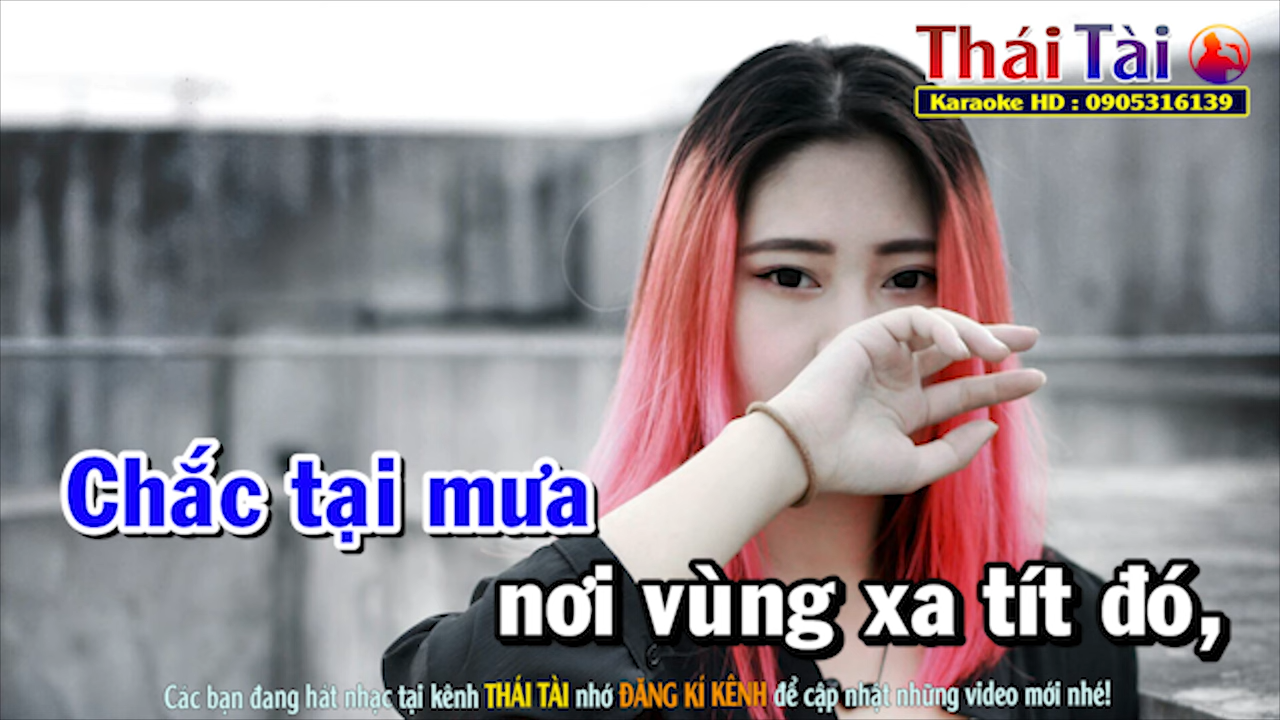 Thái Tài
Karaoke HD : 0905316139
Chắc tại mưa
nơi vùng xa tít đó,
Các bạn đang hát nhạc tại kênh THÁI TÀI nhớ ĐĂNG KÍ KÊNH để cập nhật những video mới nhé!